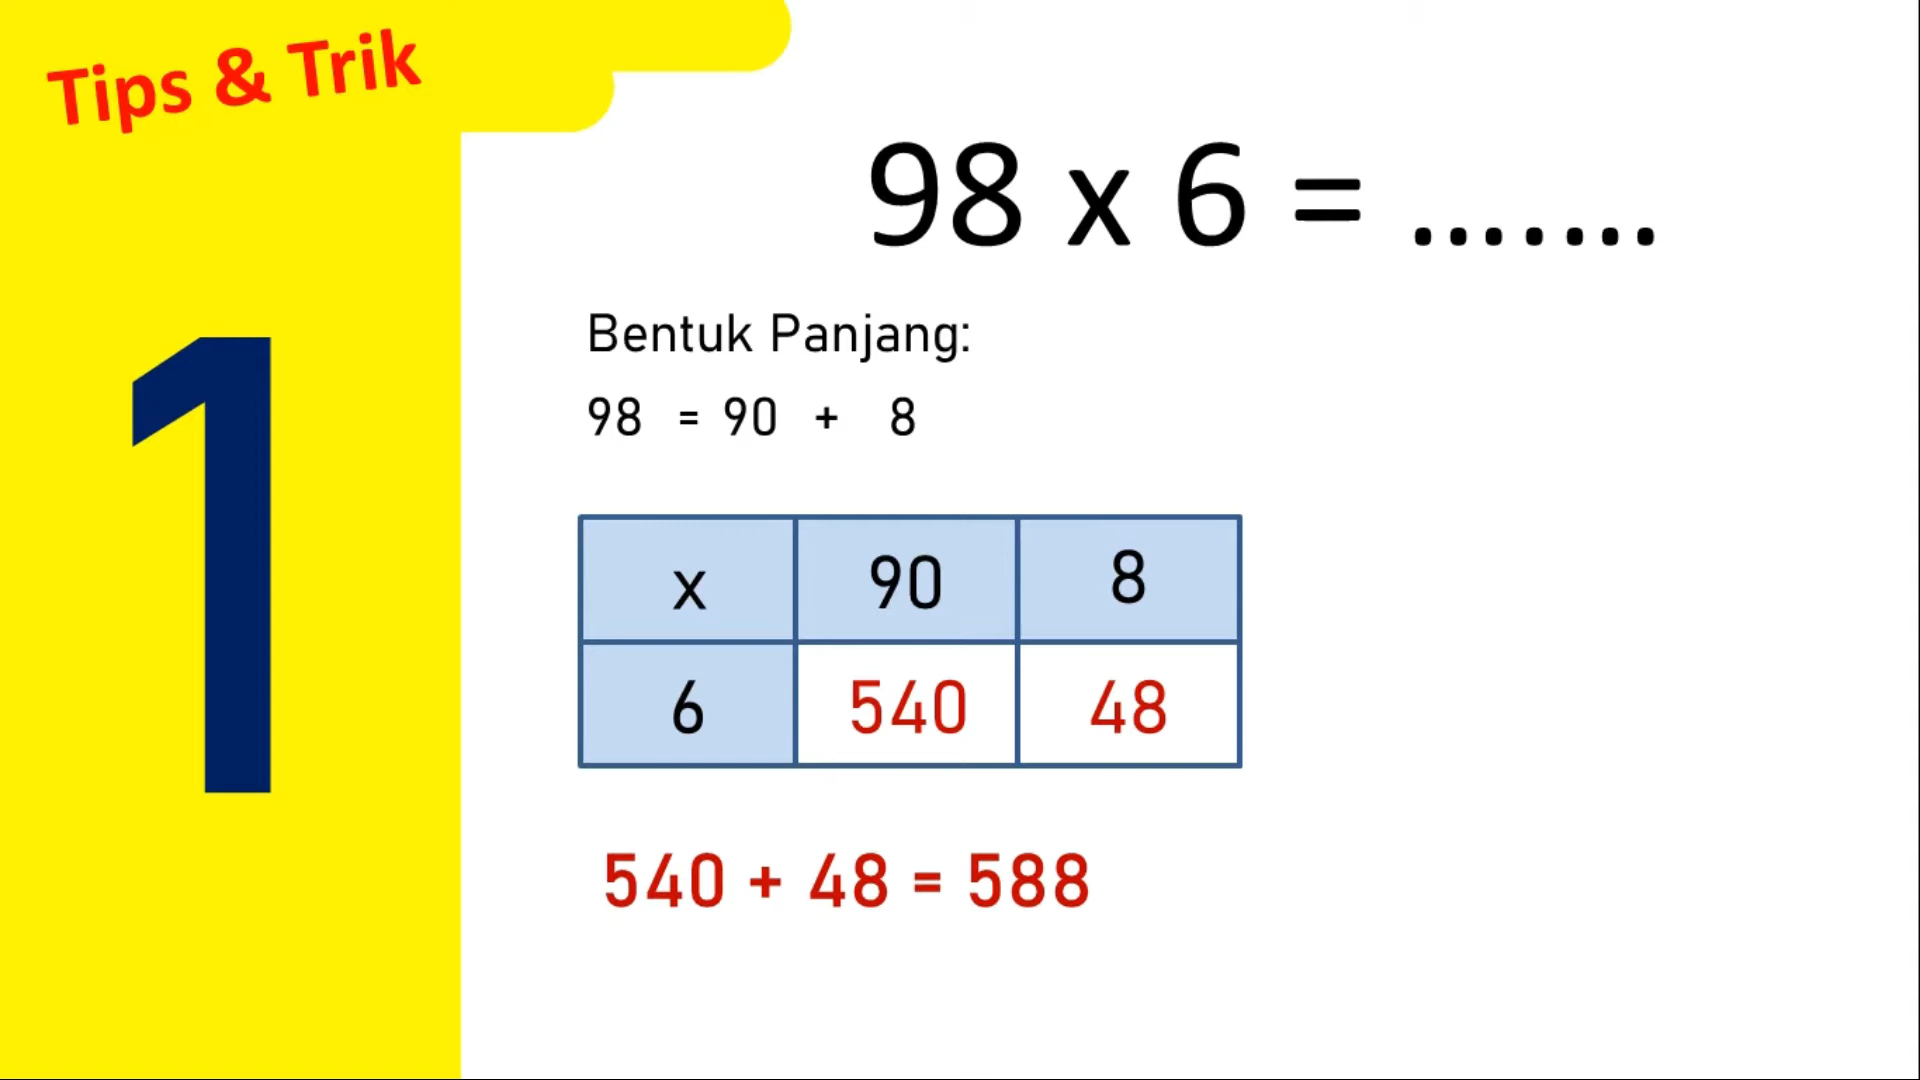 Tips & Trik
1
98 x 6 = .......
Bentuk Panjang:
98 = 90 + 8
x 90 8
6 540 48
540 + 48 = 588